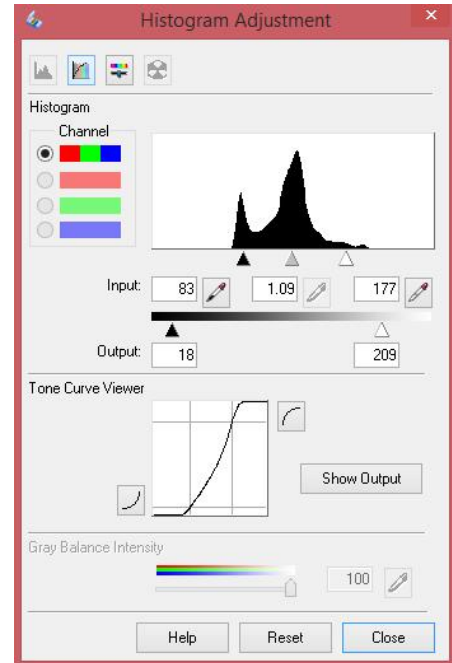 Histogram Adjustment
Histogram
Channel
Input: 83 1.09 177
Output: 18 209
Tone Curve Viewer
Show Output
Gray Balance Intensity
100
Help Reset Close